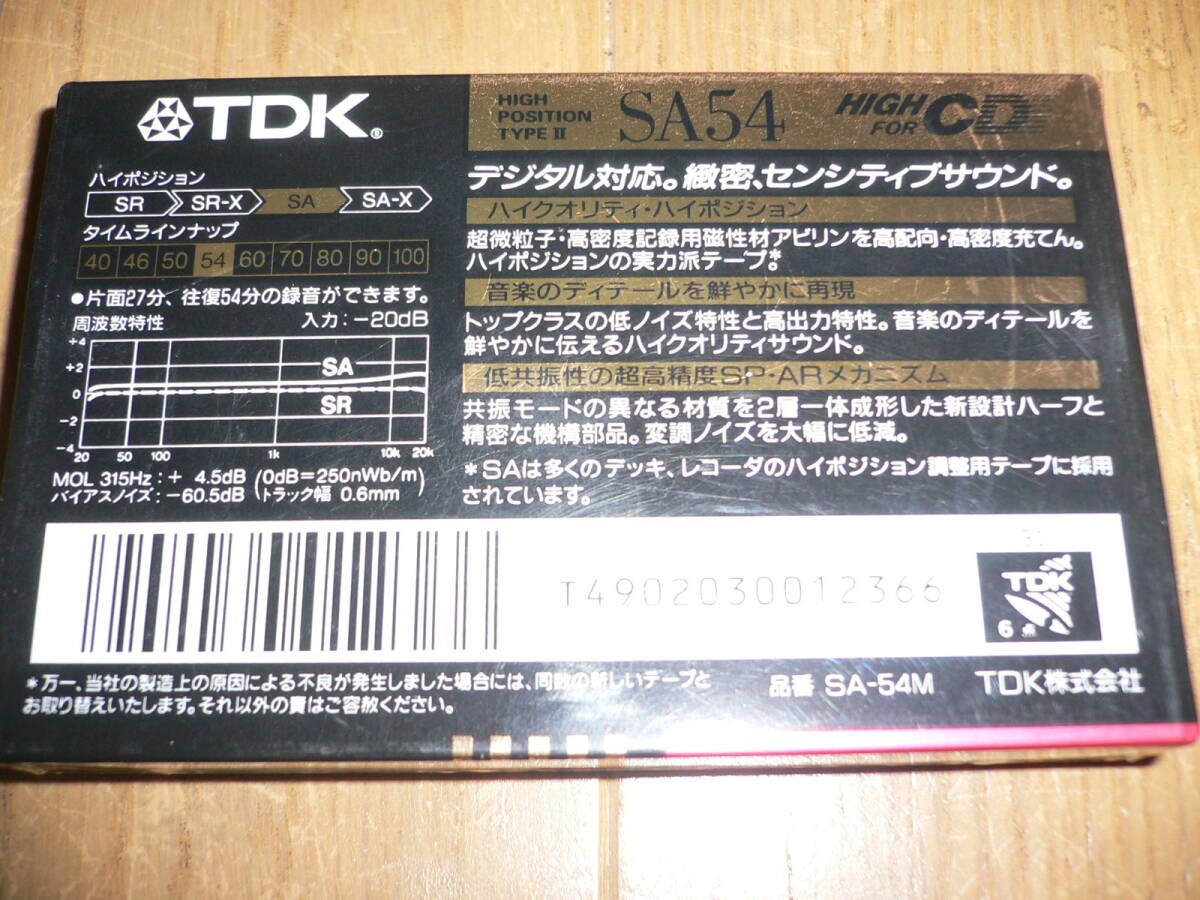 TDK®
HIGH
POSITION
TYPE II
SA54
HIGH
FOR CD
ハイポジション
SR SR-X SA SA-X
タイムラインナップ
40 46 50 54 60 70 80 90 100
●片面27分、往復54分の録音ができます。
周波数特性 入力:−20dB
+4
+2
0
−2
−4
SA
SR
20 50 100 1k 10k 20k
MOL 315Hz:+ 4.5dB (0dB=250nWb/m)
バイアスノイズ:−60.5dB (トラック幅 0.6mm)
デジタル対応。緻密、センシティブサウンド。
ハイクオリティ・ハイポジション
超微粒子・高密度記録用磁性材アビリンを高配向・高密度充てん。
ハイポジションの実力派テープ。*
音楽のディテールを鮮やかに再現
トップクラスの低ノイズ特性と高出力特性。音楽のディテールを
鮮やかに伝えるハイクオリティサウンド。
低共振性の超高精度SP・ARメカニズム
共振モードの異なる材質を2層一体成形した新設計ハーフと
精密な機構部品。変調ノイズを大幅に低減。
*SAは多くのデッキ、レコーダのハイポジション調整用テープに採用
されています。
T4902030012366
TDK
6 点
*万一、当社の製造上の原因による不良が発生しました場合には、同数の新しいテープと
お取り替えいたします。それ以外の責はご容赦ください。
品番 SA-54M TDK株式会社